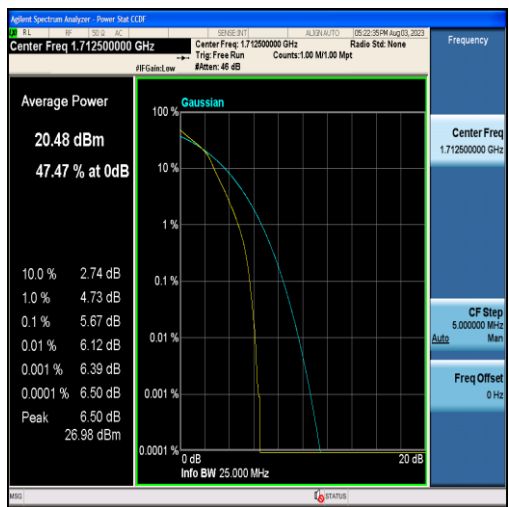 Agilent Spectrum Analyzer - Power Stat CCDF
RL RF 50 Ω AC SENSE:INT ALIGN AUTO 05:22:35 PM Aug 03, 2023
Center Freq 1.712500000 GHz
Center Freq: 1.712500000 GHz Radio Std: None
Trig: Free Run Counts:1.00 M/1.00 Mpt
#IFGain:Low #Atten: 46 dB
Frequency
Average Power
20.48 dBm
47.47 % at 0dB
10.0 % 2.74 dB
1.0 % 4.73 dB
0.1 % 5.67 dB
0.01 % 6.12 dB
0.001 % 6.39 dB
0.0001 % 6.50 dB
Peak 6.50 dB
26.98 dBm
Gaussian
100 %
10 %
1 %
0.1 %
0.01 %
0.001 %
0.0001 %
0 dB 20 dB
Info BW 25.000 MHz
Center Freq
1.712500000 GHz
CF Step
5.000000 MHz
Auto Man
Freq Offset
0 Hz
MSG STATUS